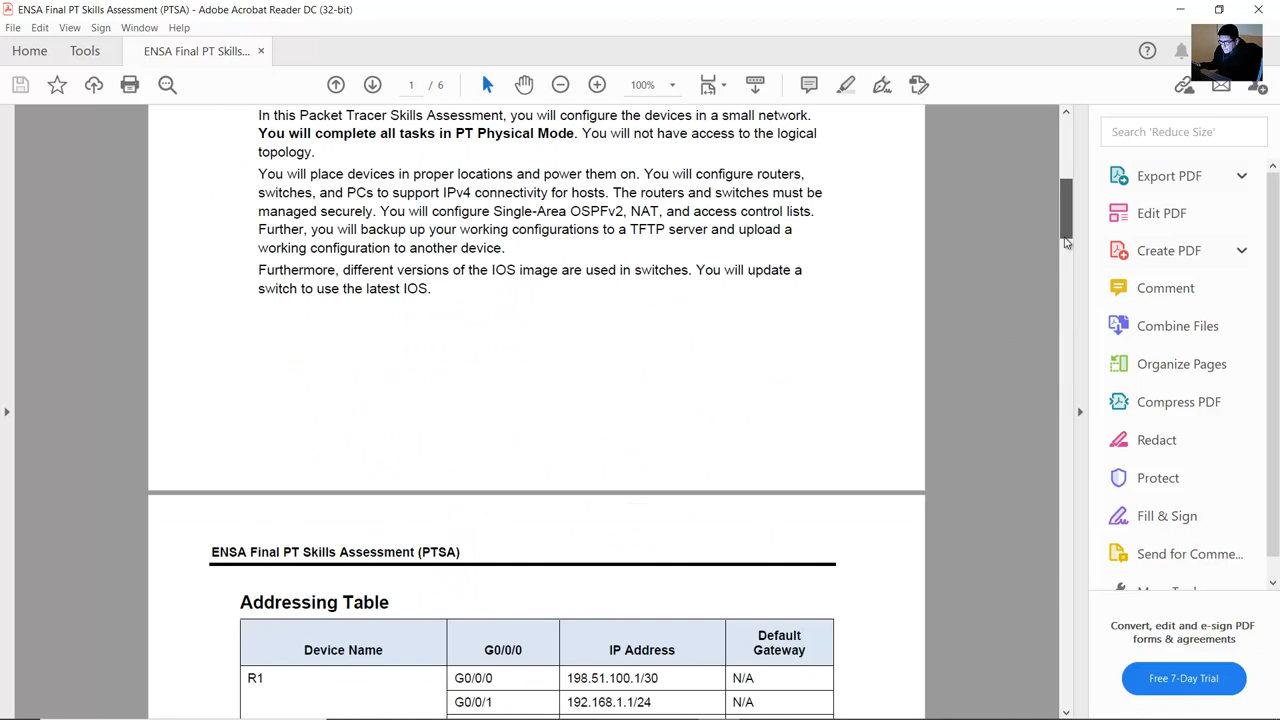 ENSA Final PT Skills Assessment (PTSA) - Adobe Acrobat Reader DC (32-bit)
File Edit View Sign Window Help
Home Tools ENSA Final PT Skills... ×
1 / 6 100%
In this Packet Tracer Skills Assessment, you will configure the devices in a small network.
You will complete all tasks in PT Physical Mode. You will not have access to the logical
topology.
You will place devices in proper locations and power them on. You will configure routers,
switches, and PCs to support IPv4 connectivity for hosts. The routers and switches must be
managed securely. You will configure Single-Area OSPFv2, NAT, and access control lists.
Further, you will backup up your working configurations to a TFTP server and upload a
working configuration to another device.
Furthermore, different versions of the IOS image are used in switches. You will update a
switch to use the latest IOS.
ENSA Final PT Skills Assessment (PTSA)
Addressing Table
Device Name G0/0/0 IP Address Default Gateway
R1 G0/0/0 198.51.100.1/30 N/A
G0/0/1 192.168.1.1/24 N/A
Search 'Reduce Size'
Export PDF
Edit PDF
Create PDF
Comment
Combine Files
Organize Pages
Compress PDF
Redact
Protect
Fill & Sign
Send for Comme...
Convert, edit and e-sign PDF
forms & agreements
Free 7-Day Trial